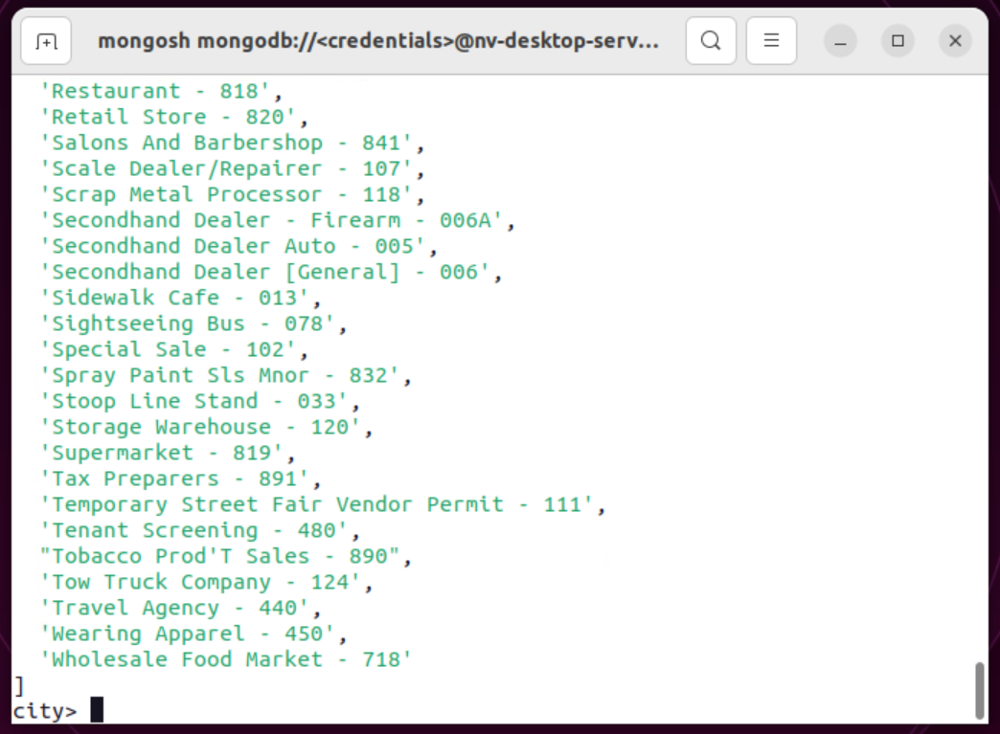 mongosh mongodb://<credentials>@nv-desktop-serv...
'Restaurant - 818',
'Retail Store - 820',
'Salons And Barbershop - 841',
'Scale Dealer/Repairer - 107',
'Scrap Metal Processor - 118',
'Secondhand Dealer - Firearm - 006A',
'Secondhand Dealer Auto - 005',
'Secondhand Dealer [General] - 006',
'Sidewalk Cafe - 013',
'Sightseeing Bus - 078',
'Special Sale - 102',
'Spray Paint Sls Mnor - 832',
'Stoop Line Stand - 033',
'Storage Warehouse - 120',
'Supermarket - 819',
'Tax Preparers - 891',
'Temporary Street Fair Vendor Permit - 111',
'Tenant Screening - 480',
"Tobacco Prod'T Sales - 890",
'Tow Truck Company - 124',
'Travel Agency - 440',
'Wearing Apparel - 450',
'Wholesale Food Market - 718'
]
city>